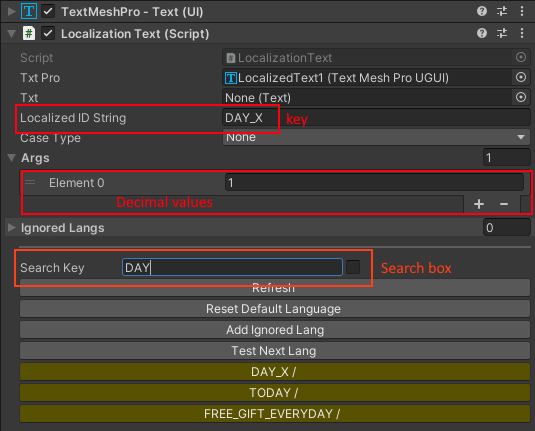 TextMeshPro - Text (UI)
# Localization Text (Script)
Script LocalizationText
Txt Pro T LocalizedText1 (Text Mesh Pro UGUI)
Txt None (Text)
Localized ID String DAY_X key
Case Type None
Args 1
Element 0 1
Decimal values + −
Ignored Langs 0
Search Key DAY Search box
Refresh
Reset Default Language
Add Ignored Lang
Test Next Lang
DAY_X /
TODAY /
FREE_GIFT_EVERYDAY /